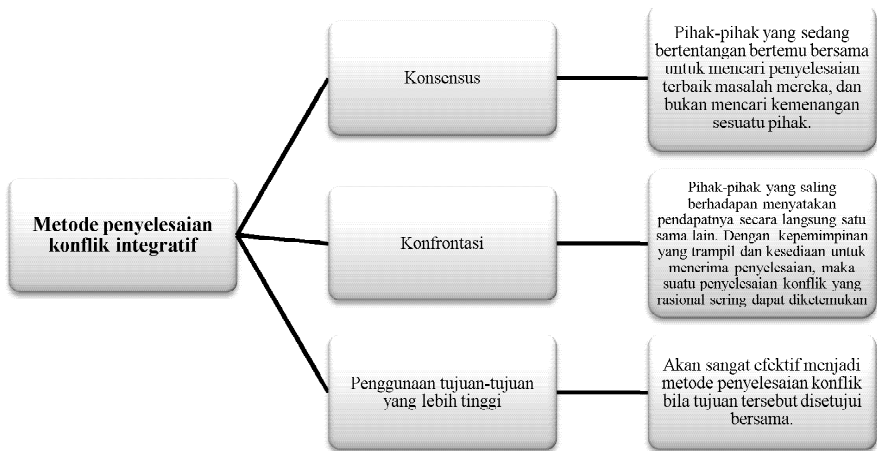 Metode penyelesaian
konflik integratif
Konsensus
Pihak-pihak yang sedang
bertentangan bertemu bersama
untuk mencari penyelesaian
terbaik masalah mereka, dan
bukan mencari kemenangan
sesuatu pihak.
Konfrontasi
Pihak-pihak yang saling
berhadapan menyatakan
pendapatnya secara langsung satu
sama lain. Dengan kepemimpinan
yang trampil dan kesediaan untuk
menerima penyelesaian, maka
suatu penyelesaian konflik yang
rasional sering dapat diketemukan
Penggunaan tujuan-tujuan
yang lebih tinggi
Akan sangat efektif menjadi
metode penyelesaian konflik
bila tujuan tersebut disetujui
bersama.